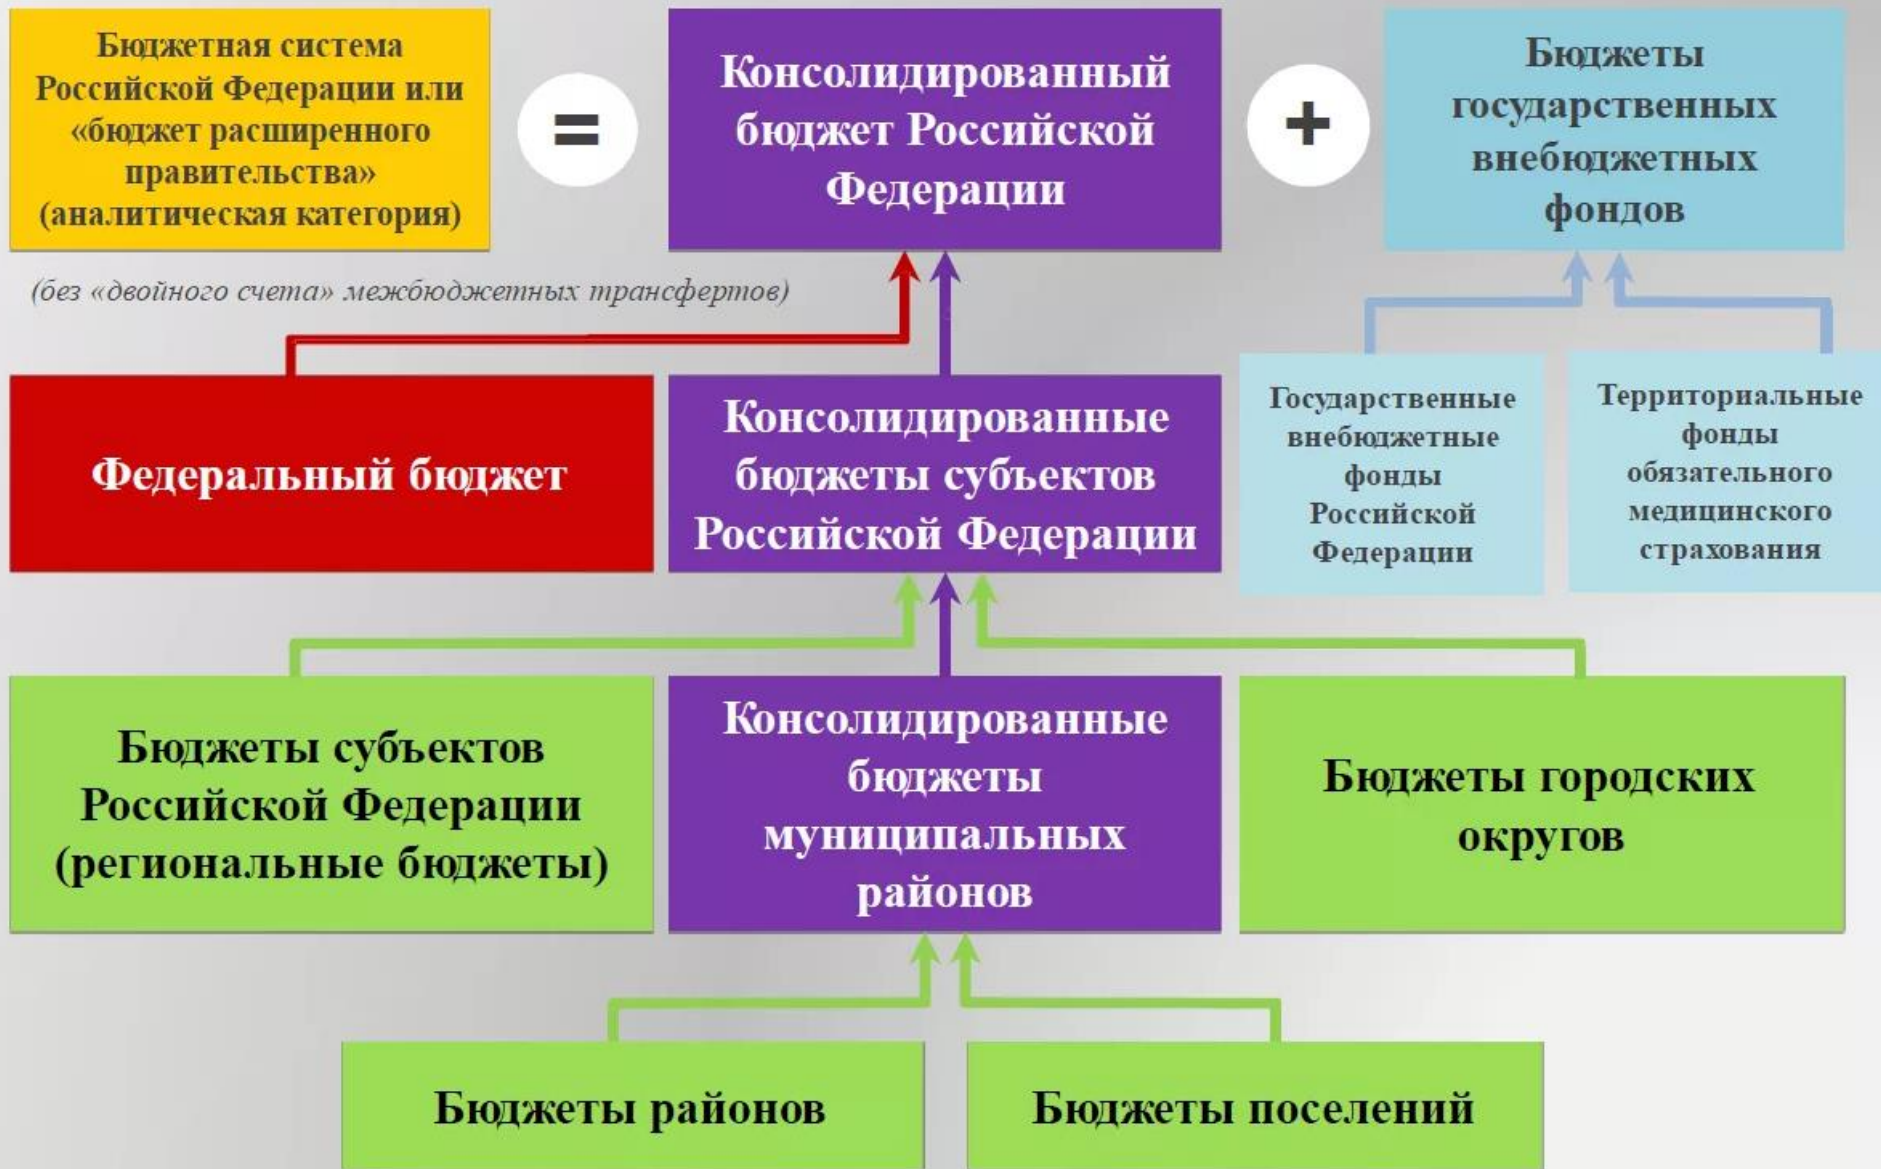 Бюджетная система
Российской Федерации или
«бюджет расширенного
правительства»
(аналитическая категория)
=
Консолидированный
бюджет Российской
Федерации
+
Бюджеты
государственных
внебюджетных
фондов
(без «двойного счета» межбюджетных трансфертов)
Федеральный бюджет
Консолидированные
бюджеты субъектов
Российской Федерации
Государственные
внебюджетные
фонды
Российской
Федерации
Территориальные
фонды
обязательного
медицинского
страхования
Бюджеты субъектов
Российской Федерации
(региональные бюджеты)
Консолидированные
бюджеты
муниципальных
районов
Бюджеты городских
округов
Бюджеты районов
Бюджеты поселений